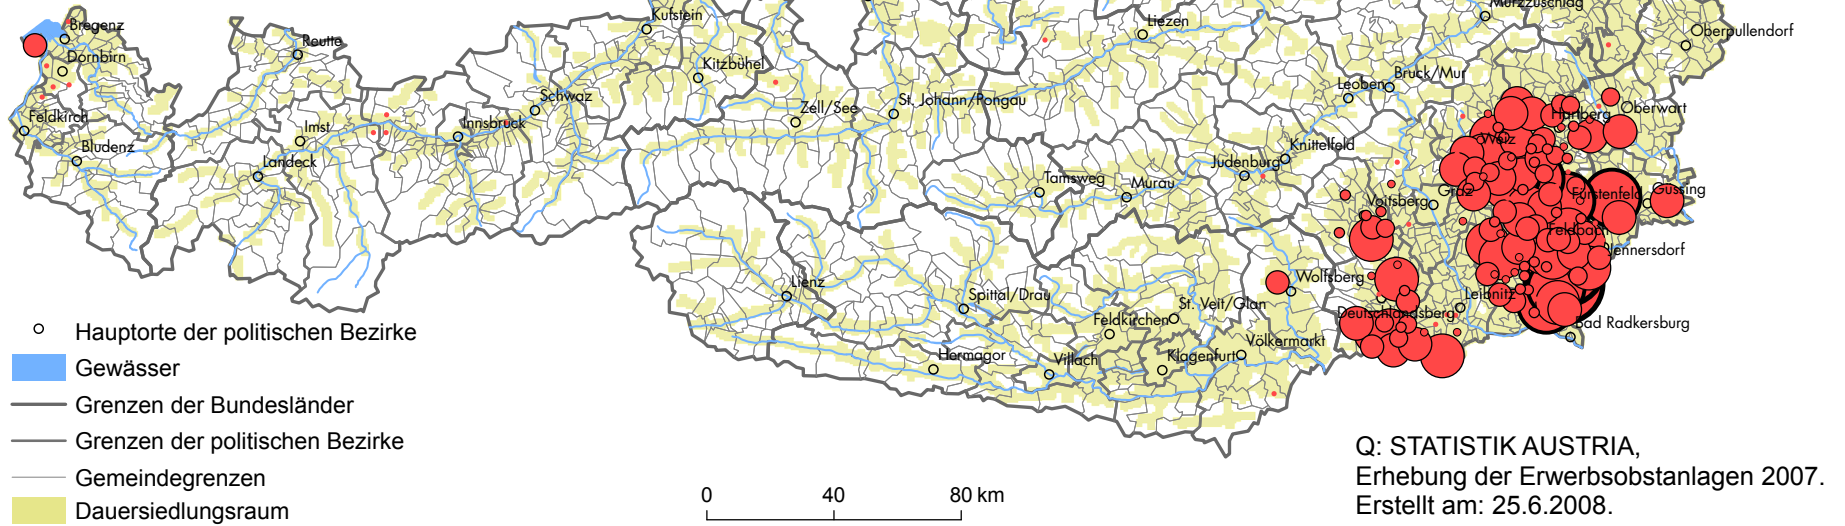 Mürzzuschlag
Kufstein
Liezen
Bregenz
Oberpullendorf
Reutte
Dornbirn
Kitzbühel
Bruck/Mur
Leoben
Schwaz
St. Johann/Pongau
Zell/See
Oberwart
Hartberg
Feldkirch
Innsbruck
Imst
Weiz
Knittelfeld
Bludenz
Landeck
Judenburg
Tamsweg
Murau
Graz
Voitsberg
Fürstenfeld
Güssing
Feldbach
Jennersdorf
Lienz
Wolfsberg
Spittal/Drau
St. Veit/Glan
Leibnitz
Deutschlandsberg
Feldkirchen
Bad Radkersburg
Völkermarkt
Hermagor
Villach
Klagenfurt
Hauptorte der politischen Bezirke
Gewässer
Grenzen der Bundesländer
Grenzen der politischen Bezirke
Gemeindegrenzen
Dauersiedlungsraum
0 40 80 km
Q: STATISTIK AUSTRIA,
Erhebung der Erwerbsobstanlagen 2007.
Erstellt am: 25.6.2008.